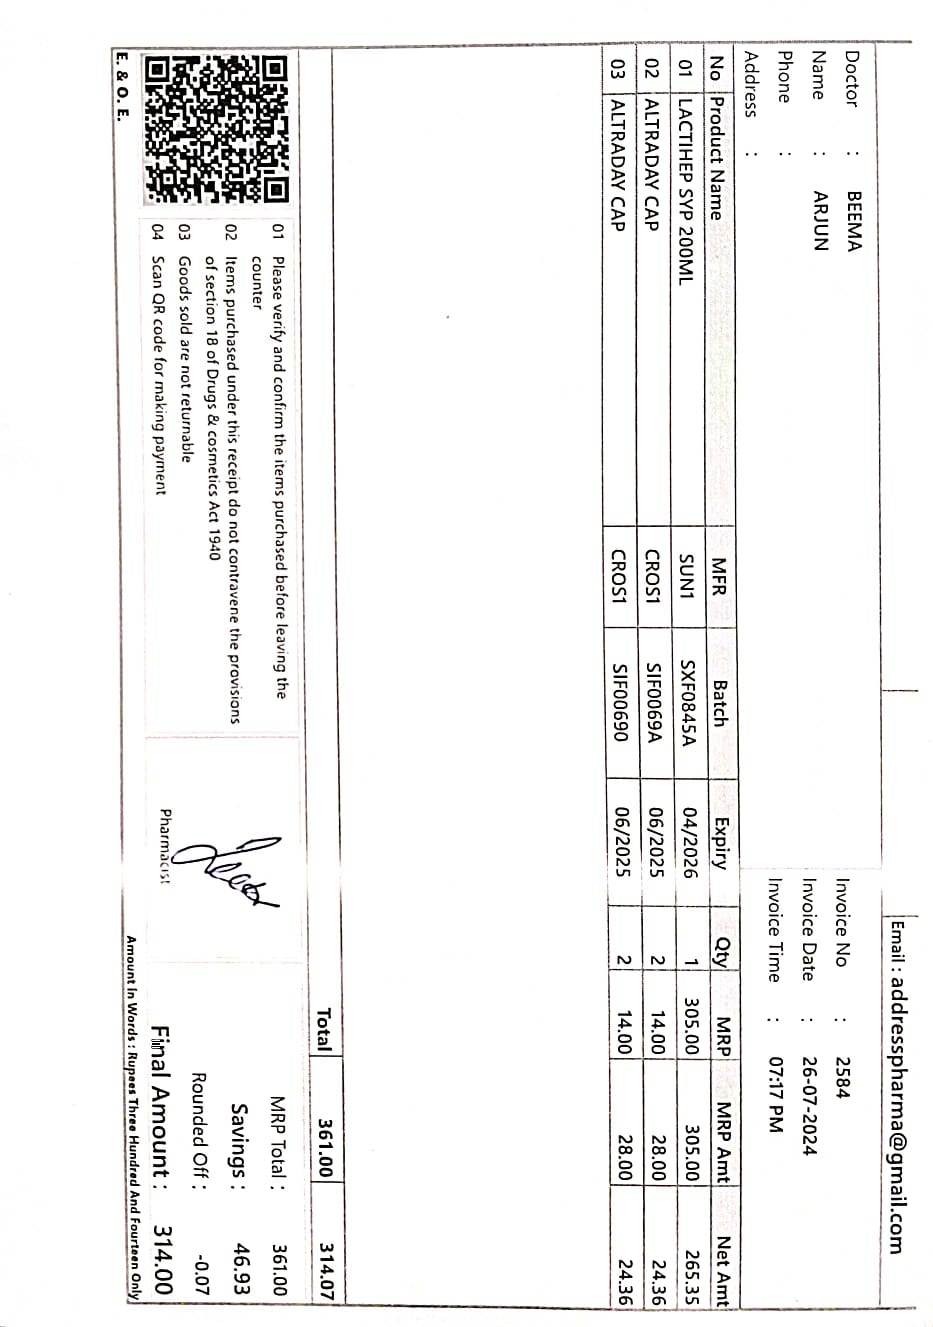 Email : addresspharma@gmail.com
Doctor : BEEMA
Name : ARJUN
Phone :
Address :
Invoice No : 2584
Invoice Date : 26-07-2024
Invoice Time : 07:17 PM
No Product Name MFR Batch Expiry Qty MRP MRP Amt Net Amt
01 LACTIHEP SYP 200ML SUN1 SXF0845A 04/2026 1 305.00 305.00 265.35
02 ALTRADAY CAP CROS1 SIF0069A 06/2025 2 14.00 28.00 24.36
03 ALTRADAY CAP CROS1 SIF00690 06/2025 2 14.00 28.00 24.36
Total 361.00 314.07
01 Please verify and confirm the items purchased before leaving the
counter
02 Items purchased under this receipt do not contravene the provisions
of section 18 of Drugs & cosmetics Act 1940
03 Goods sold are not returnable
04 Scan QR code for making payment
Pharmacist
MRP Total : 361.00
Savings : 46.93
Rounded Off : -0.07
Final Amount : 314.00
E. & O. E.
Amount In Words : Rupees Three Hundred And Fourteen Only